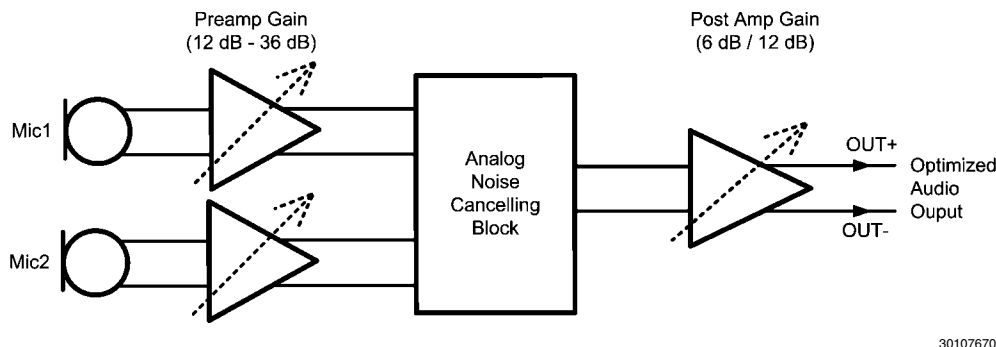 Preamp Gain
(12 dB - 36 dB)
Post Amp Gain
(6 dB / 12 dB)
Mic1
Mic2
Analog
Noise
Cancelling
Block
OUT+
OUT-
Optimized
Audio
Ouput
30107670